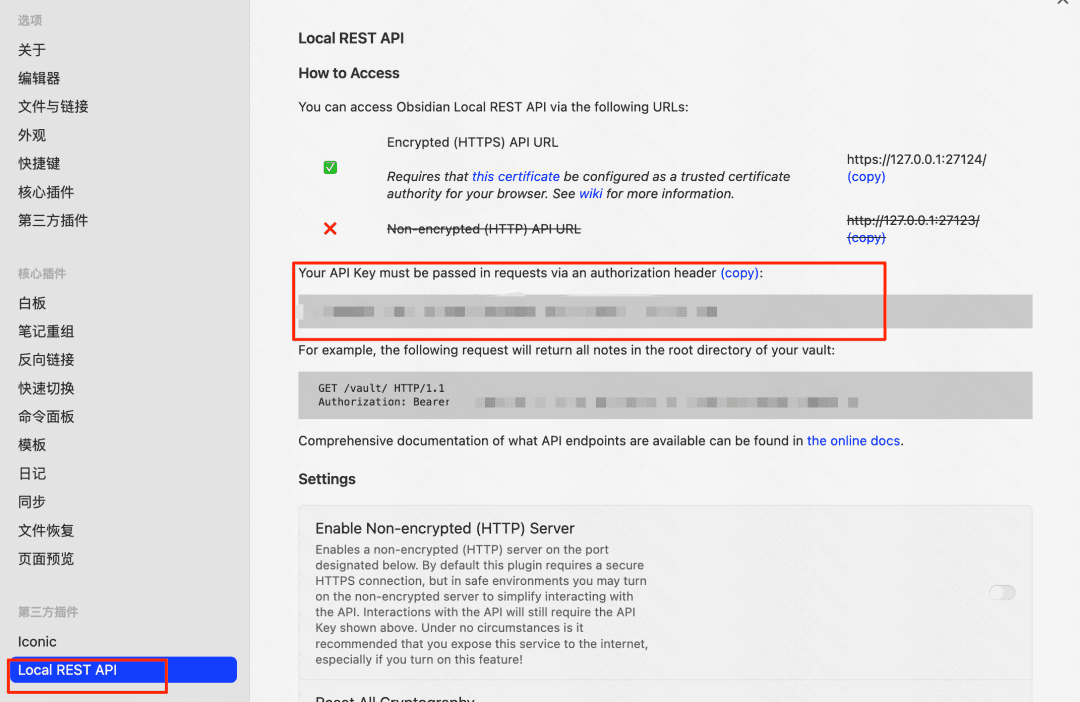 选项
关于
编辑器
文件与链接
外观
快捷键
核心插件
第三方插件
核心插件
白板
笔记重组
反向链接
快速切换
命令面板
模板
日记
同步
文件恢复
页面预览
第三方插件
Iconic
Local REST API
Local REST API
How to Access
You can access Obsidian Local REST API via the following URLs:
Encrypted (HTTPS) API URL
Requires that this certificate be configured as a trusted certificate
authority for your browser. See wiki for more information.
https://127.0.0.1:27124/
(copy)
Non-encrypted (HTTP) API URL
http://127.0.0.1:27123/
(copy)
Your API Key must be passed in requests via an authorization header (copy):
For example, the following request will return all notes in the root directory of your vault:
GET /vault/ HTTP/1.1
Authorization: Bearer
Comprehensive documentation of what API endpoints are available can be found in the online docs.
Settings
Enable Non-encrypted (HTTP) Server
Enables a non-encrypted (HTTP) server on the port
designated below. By default this plugin requires a secure
HTTPS connection, but in safe environments you may turn
on the non-encrypted server to simplify interacting with
the API. Interactions with the API will still require the API
Key shown above. Under no circumstances is it
recommended that you expose this service to the internet,
especially if you turn on this feature!
Reset All Cryptography